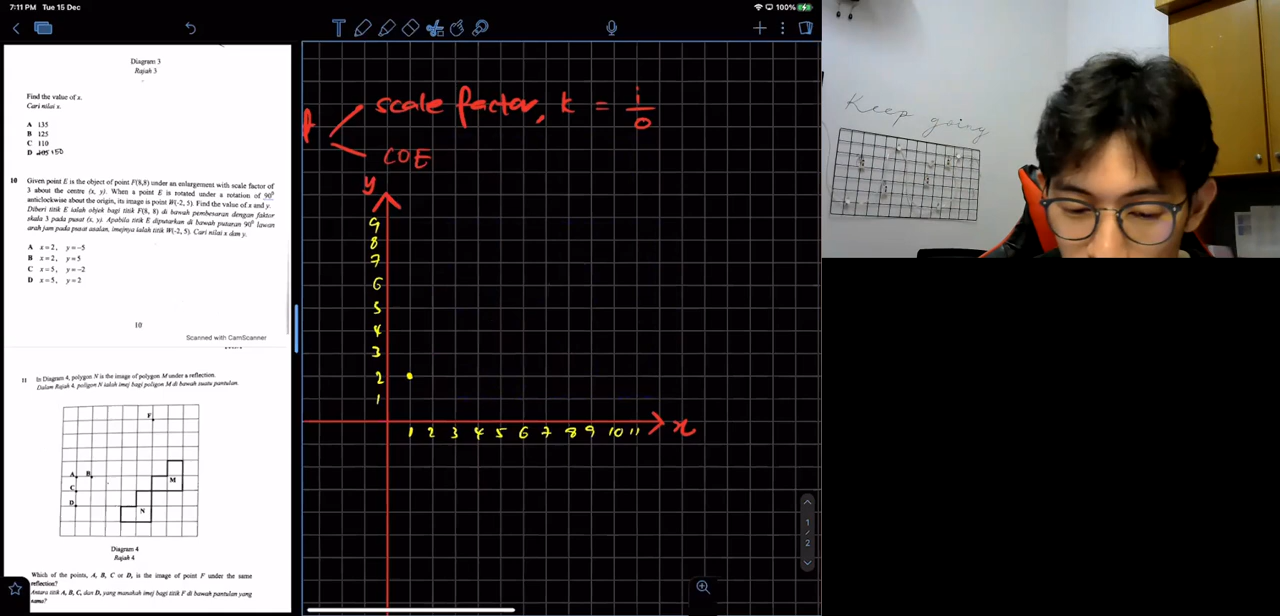 7:11 PM Tue 15 Dec
100%
Diagram 3
Rajah 3
Find the value of x.
Cari nilai x.
A 135
B 125
C 110
D 150
10 Given point E is the object of point F(8,8) under an enlargement with scale factor of
3 about the centre (x, y). When a point E is rotated under a rotation of 90⁰
anticlockwise about the origin, its image is point W(-2, 5). Find the value of x and y.
Diberi titik E ialah objek bagi titik F(8, 8) di bawah pembesaran dengan faktor
skala 3 pada pusat (x, y). Apabila titik E diputarkan di bawah putaran 90⁰ lawan
arah jam pada pusat asalan, imejnya ialah titik W(-2, 5). Cari nilai x dan y.
A x=2, y=-5
B x=2, y=5
C x=5, y=-2
D x=5, y=2
10
Scanned with CamScanner
11 In Diagram 4, polygon N is the image of polygon M under a reflection.
Dalam Rajah 4, poligon N ialah imej bagi poligon M di bawah suatu pantulan.
F
A B
M
C
D
N
Diagram 4
Rajah 4
Which of the points, A, B, C or D, is the image of point F under the same
reflection?
Antara titik A, B, C, dan D, yang manakah imej bagi titik F di bawah pantulan yang
sama?
scale factor, k = i/o
COE
y
9
8
7
6
5
4
3
2
1
1 2 3 4 5 6 7 8 9 10 11
x
1
/
2
Keep going